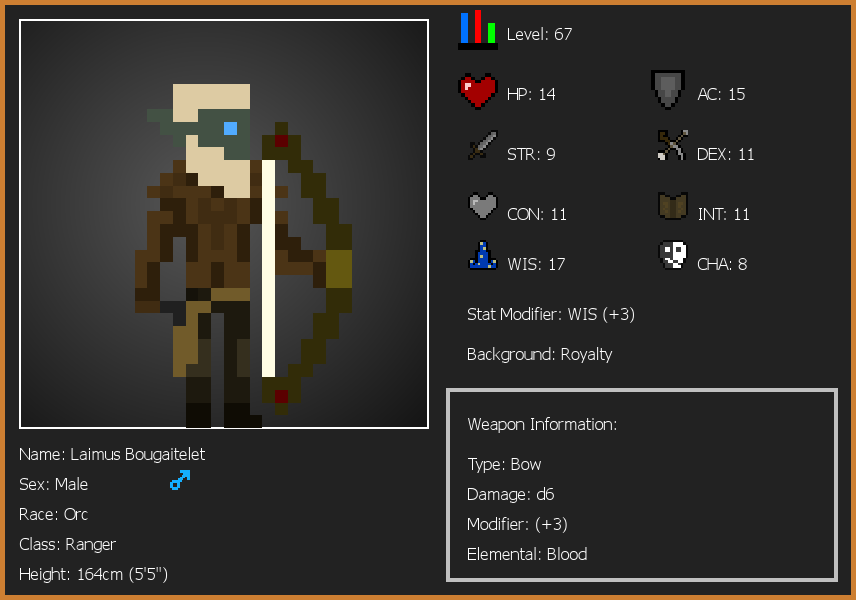 Level: 67
HP: 14
AC: 15
STR: 9
DEX: 11
CON: 11
INT: 11
WIS: 17
CHA: 8
Stat Modifier: WIS (+3)
Background: Royalty
Weapon Information:
Type: Bow
Damage: d6
Modifier: (+3)
Elemental: Blood
Name: Laimus Bougaitelet
Sex: Male
Race: Orc
Class: Ranger
Height: 164cm (5'5")